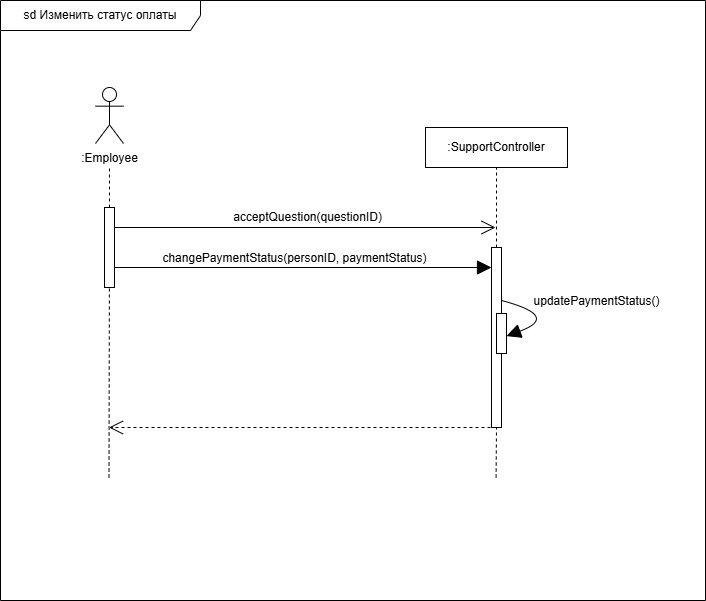 sd Изменить статус оплаты
:Employee
:SupportController
acceptQuestion(questionID)
changePaymentStatus(personID, paymentStatus)
updatePaymentStatus()